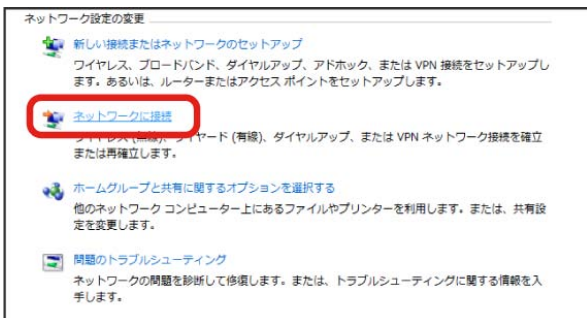 ネットワーク設定の変更
新しい接続またはネットワークのセットアップ
ワイヤレス、ブロードバンド、ダイヤルアップ、アドホック、または VPN 接続をセットアップし
ます。あるいは、ルーターまたはアクセス ポイントをセットアップします。
ネットワークに接続
ワイヤレス (無線)、ワイヤード (有線)、ダイヤルアップ、または VPN ネットワーク接続を確立
または再確立します。
ホームグループと共有に関するオプションを選択する
他のネットワーク コンピューター上にあるファイルやプリンターを利用します。または、共有設
定を変更します。
問題のトラブルシューティング
ネットワークの問題を診断して修復します。または、トラブルシューティングに関する情報を入
手します。